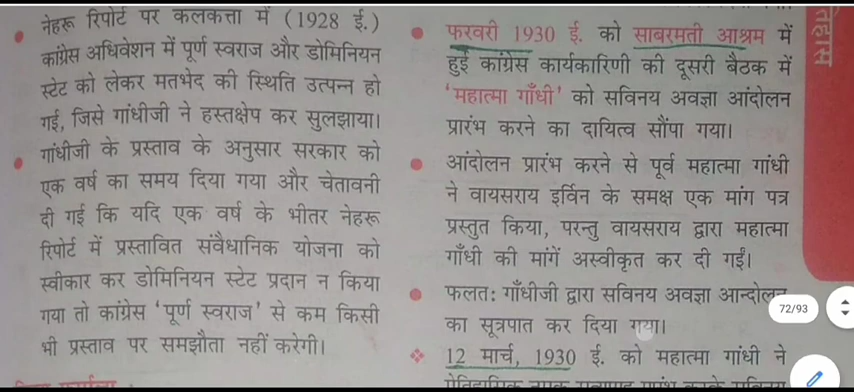 नेहरू रिपोर्ट पर कलकत्ता में (1928 ई.)
कांग्रेस अधिवेशन में पूर्ण स्वराज और डोमिनियन
स्टेट को लेकर मतभेद की स्थिति उत्पन्न हो
गई, जिसे गांधीजी ने हस्तक्षेप कर सुलझाया।
गांधीजी के प्रस्ताव के अनुसार सरकार को
एक वर्ष का समय दिया गया और चेतावनी
दी गई कि यदि एक वर्ष के भीतर नेहरू
रिपोर्ट में प्रस्तावित संवैधानिक योजना को
स्वीकार कर डोमिनियन स्टेट प्रदान न किया
गया तो कांग्रेस 'पूर्ण स्वराज' से कम किसी
भी प्रस्ताव पर समझौता नहीं करेगी।
फरवरी 1930 ई. को साबरमती आश्रम में
हुई कांग्रेस कार्यकारिणी की दूसरी बैठक में
'महात्मा गाँधी' को सविनय अवज्ञा आंदोलन
प्रारंभ करने का दायित्व सौंपा गया।
आंदोलन प्रारंभ करने से पूर्व महात्मा गांधी
ने वायसराय इर्विन के समक्ष एक मांग पत्र
प्रस्तुत किया, परन्तु वायसराय द्वारा महात्मा
गाँधी की मांगें अस्वीकृत कर दी गईं।
फलत: गाँधीजी द्वारा सविनय अवज्ञा आन्दोलन
का सूत्रपात कर दिया गया।
12 मार्च, 1930 ई. को महात्मा गांधी ने
72/93